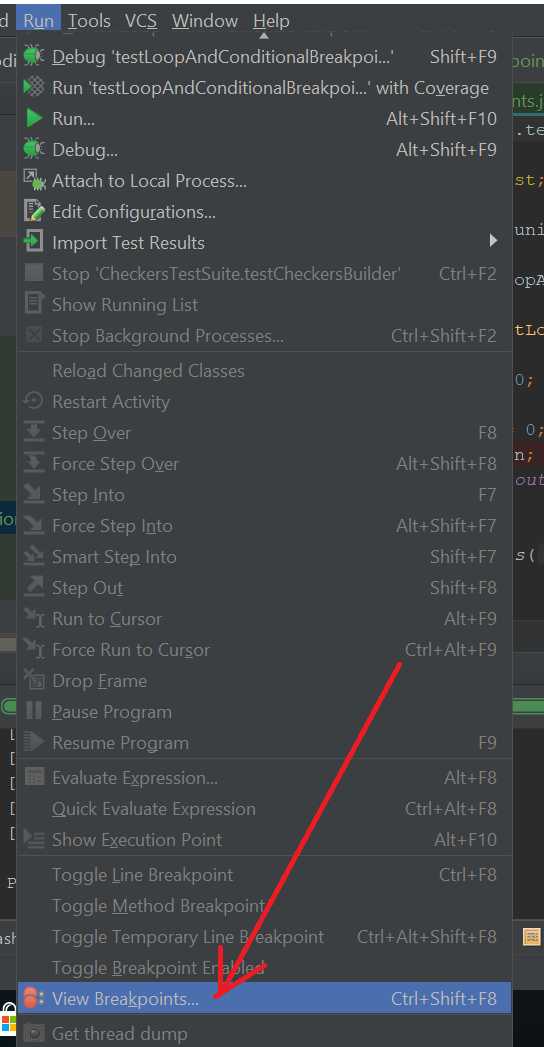 Run Tools VCS Window Help
Debug 'testLoopAndConditionalBreakpoi...' Shift+F9
Run 'testLoopAndConditionalBreakpoi...' with Coverage
Run... Alt+Shift+F10
Debug... Alt+Shift+F9
Attach to Local Process...
Edit Configurations...
Import Test Results
Stop 'CheckersTestSuite.testCheckersBuilder' Ctrl+F2
Show Running List
Stop Background Processes... Ctrl+Shift+F2
Reload Changed Classes
Restart Activity
Step Over F8
Force Step Over Alt+Shift+F8
Step Into F7
Force Step Into Alt+Shift+F7
Smart Step Into Shift+F7
Step Out Shift+F8
Run to Cursor Alt+F9
Force Run to Cursor Ctrl+Alt+F9
Drop Frame
Pause Program
Resume Program F9
Evaluate Expression... Alt+F8
Quick Evaluate Expression Ctrl+Alt+F8
Show Execution Point Alt+F10
Toggle Line Breakpoint Ctrl+F8
Toggle Method Breakpoint
Toggle Temporary Line Breakpoint Ctrl+Alt+Shift+F8
Toggle Breakpoint Enabled
View Breakpoints... Ctrl+Shift+F8
Get thread dump